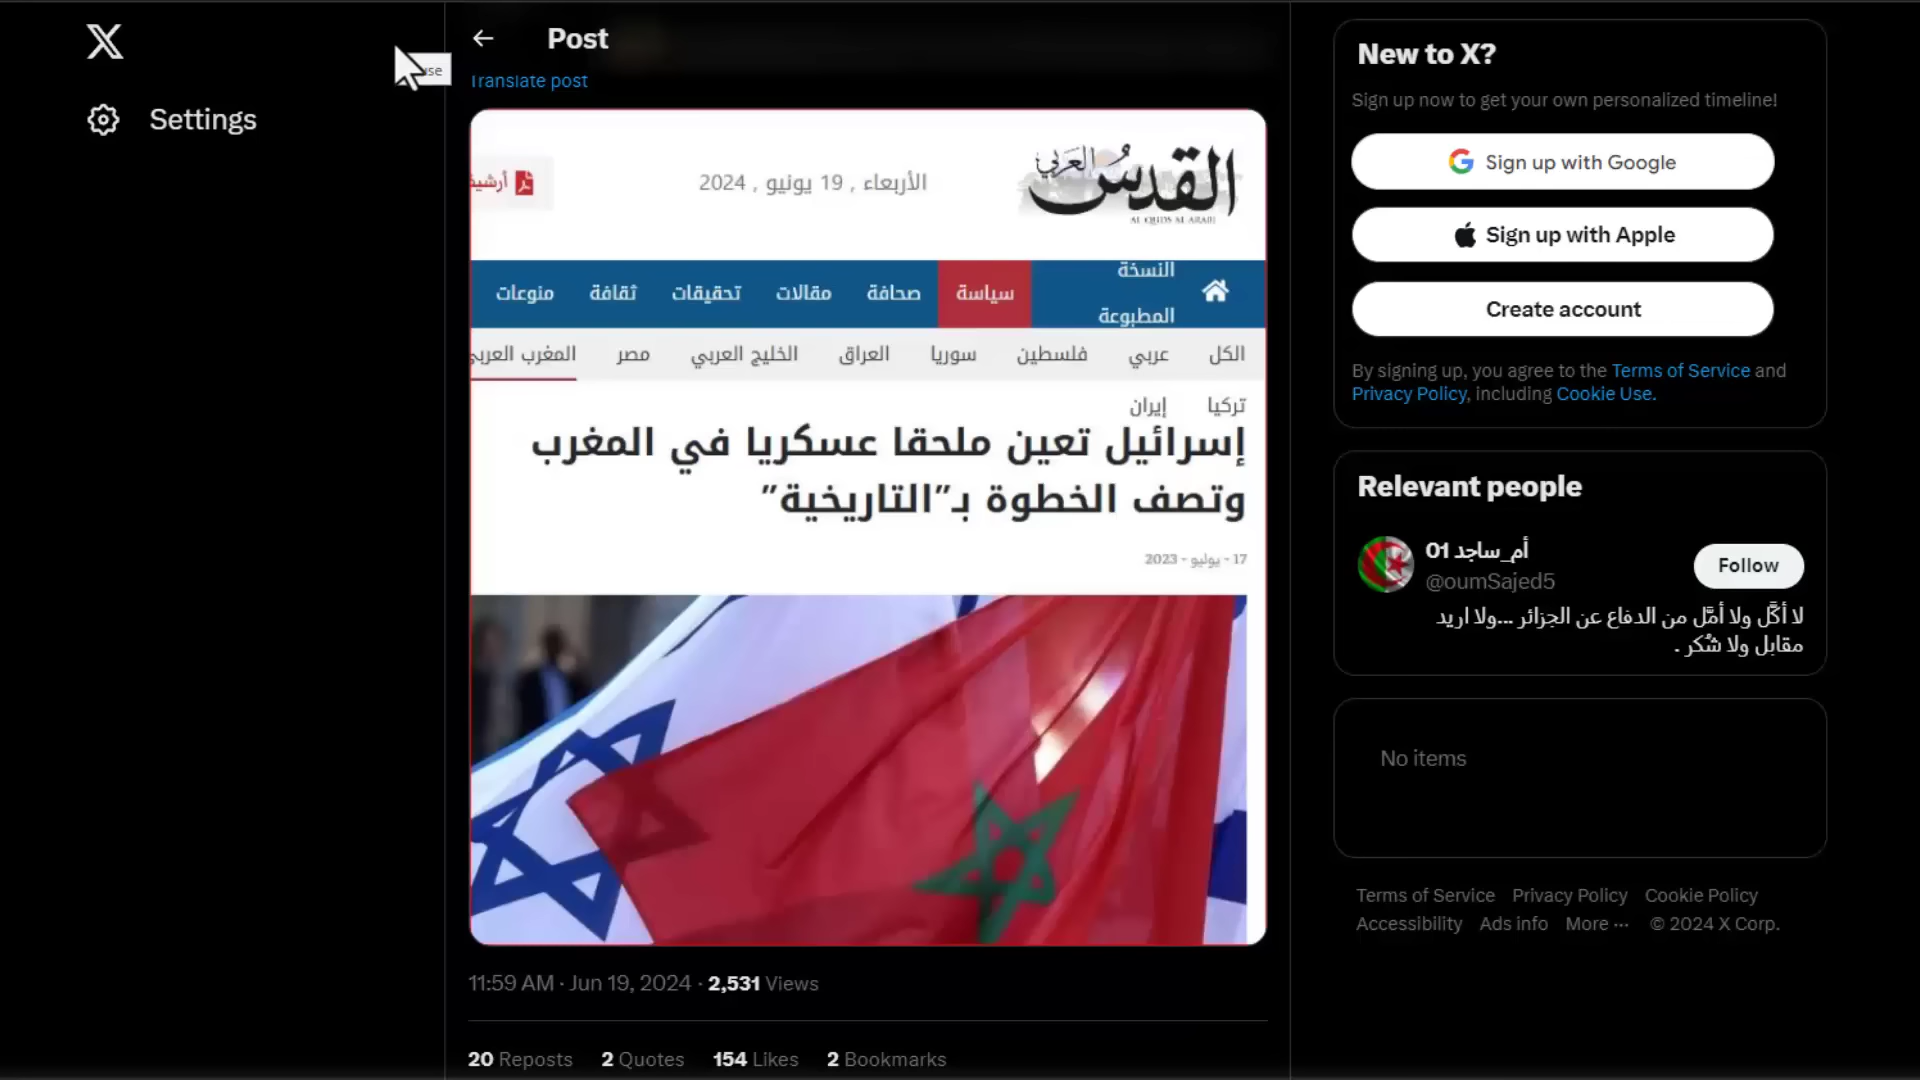 Settings
Post
Translate post
القدس العربي
AL QUDS AL ARABI
الأربعاء , 19 يونيو , 2024
النسخة
المطبوعة
سياسة
صحافة
مقالات
تحقيقات
ثقافة
منوعات
الكل
عربي
فلسطين
سوريا
العراق
الخليج العربي
مصر
المغرب العربي
تركيا
إيران
إسرائيل تعين ملحقا عسكريا في المغرب
وتصف الخطوة بـ”التاريخية”
17 - يوليو - 2023
11:59 AM · Jun 19, 2024 · 2,531 Views
20 Reposts 2 Quotes 154 Likes 2 Bookmarks
New to X?
Sign up now to get your own personalized timeline!
Sign up with Google
Sign up with Apple
Create account
By signing up, you agree to the Terms of Service and
Privacy Policy, including Cookie Use.
Relevant people
أم_ساجد 01
@oumSajed5
Follow
لا أكَّل ولا أمَّل من الدفاع عن الجزائر ...ولا اريد
مقابل ولا شُكر .
No items
Terms of Service Privacy Policy Cookie Policy
Accessibility Ads info More ··· © 2024 X Corp.